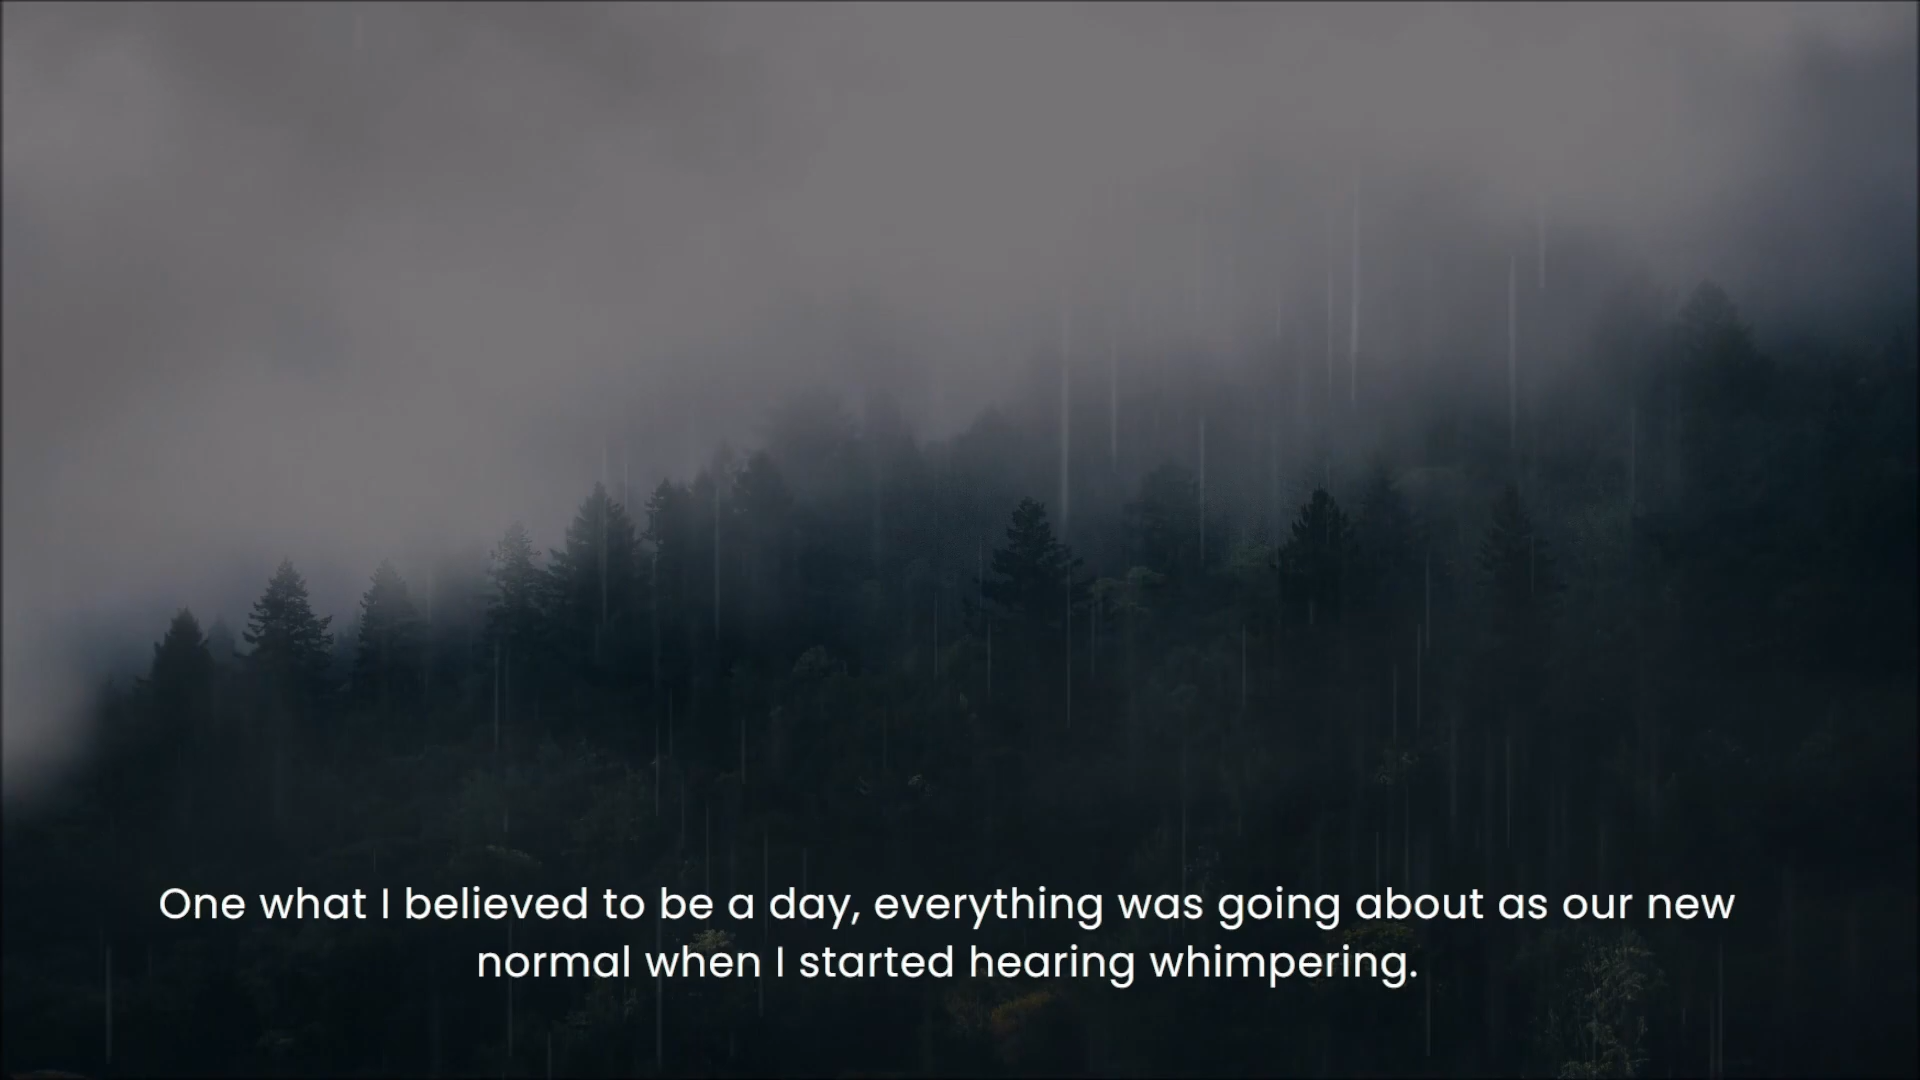 One what I believed to be a day, everything was going about as our new
normal when I started hearing whimpering.